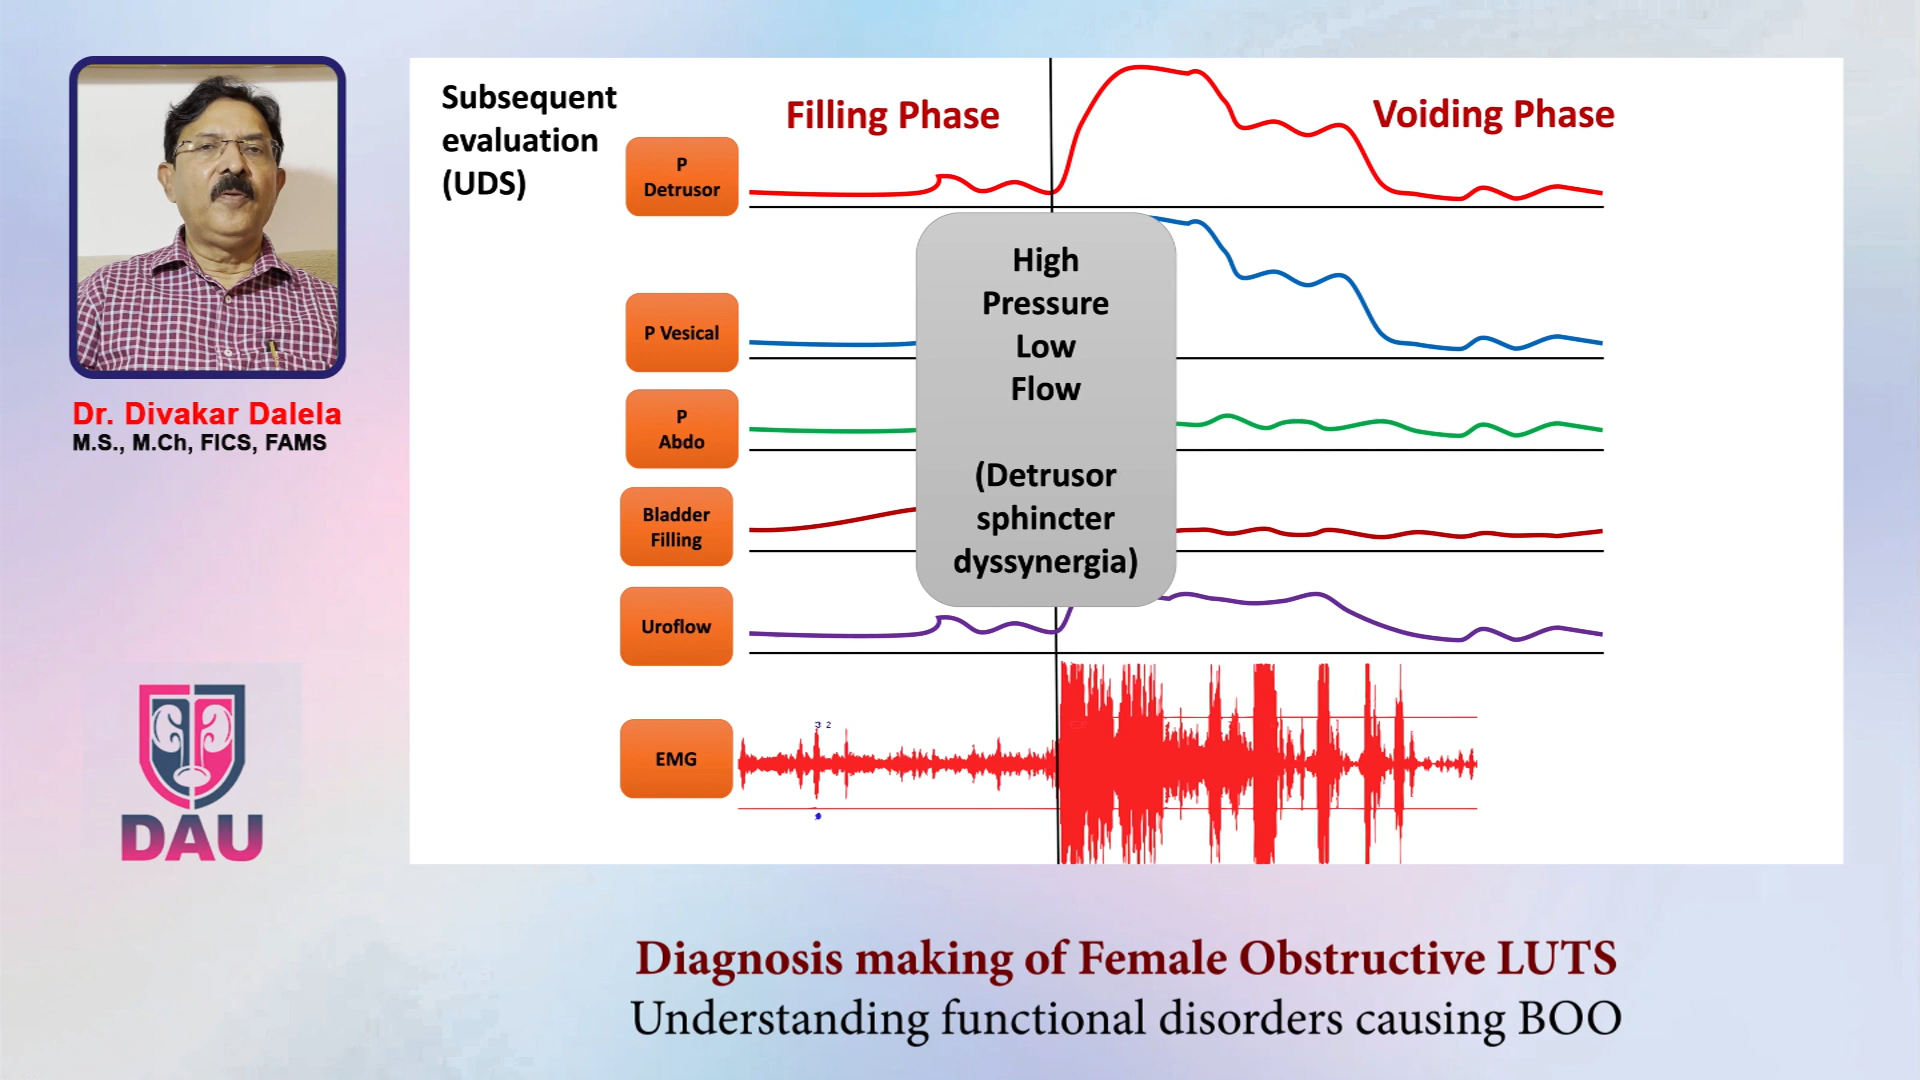 Subsequent
evaluation
(UDS)
Filling Phase
Voiding Phase
P
Detrusor
P Vesical
P
Abdo
Bladder
Filling
Uroflow
EMG
High
Pressure
Low
Flow
(Detrusor
sphincter
dyssynergia)
3 2
Dr. Divakar Dalela
M.S., M.Ch, FICS, FAMS
DAU
Diagnosis making of Female Obstructive LUTS
Understanding functional disorders causing BOO